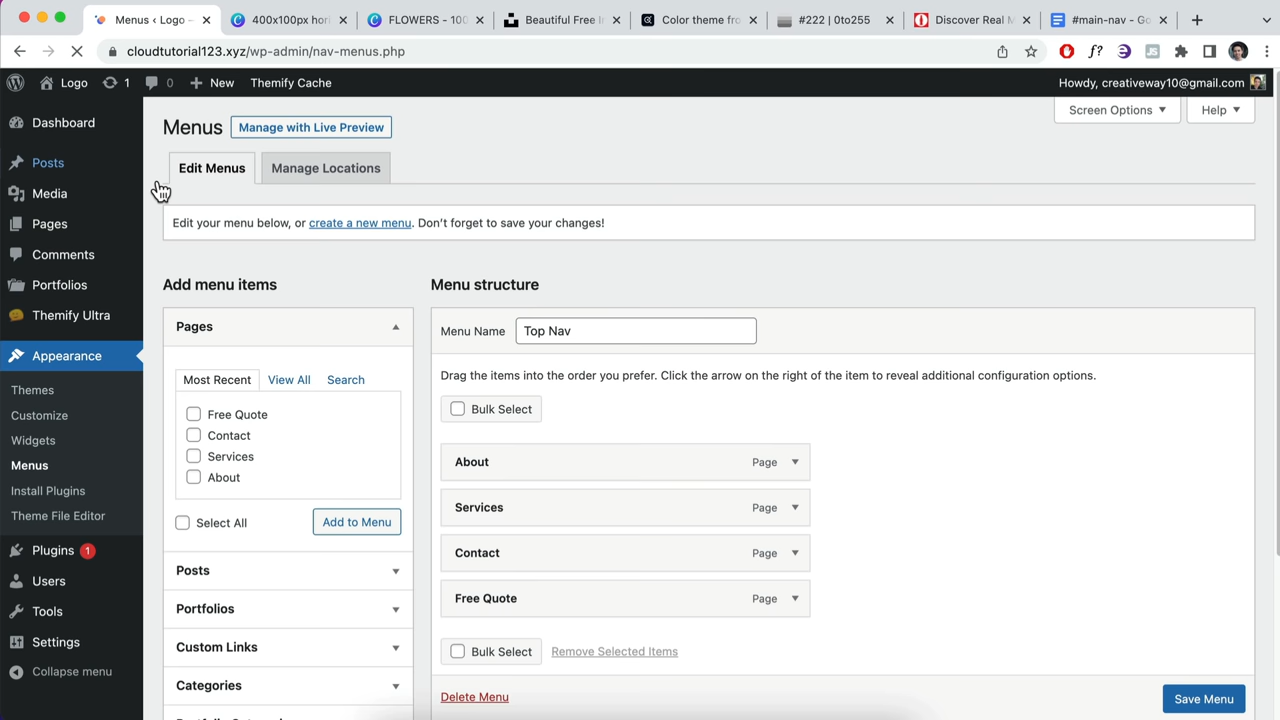 Menus ‹ Logo –
400x100px hori
FLOWERS - 100
Beautiful Free I
Color theme fro
#222 | 0to255
Discover Real M
#main-nav - Go
cloudtutorial123.xyz/wp-admin/nav-menus.php
f?
JS
Logo
1
0
New
Themify Cache
Howdy, creativeway10@gmail.com
Dashboard
Posts
Media
Pages
Comments
Portfolios
Themify Ultra
Appearance
Themes
Customize
Widgets
Menus
Install Plugins
Theme File Editor
Plugins 1
Users
Tools
Settings
Collapse menu
Menus
Manage with Live Preview
Screen Options
Help
Edit Menus
Manage Locations
Edit your menu below, or create a new menu. Don’t forget to save your changes!
Add menu items
Pages
Most Recent
View All
Search
Free Quote
Contact
Services
About
Select All
Add to Menu
Posts
Portfolios
Custom Links
Categories
Menu structure
Menu Name
Top Nav
Drag the items into the order you prefer. Click the arrow on the right of the item to reveal additional configuration options.
Bulk Select
About Page
Services Page
Contact Page
Free Quote Page
Bulk Select
Remove Selected Items
Delete Menu
Save Menu